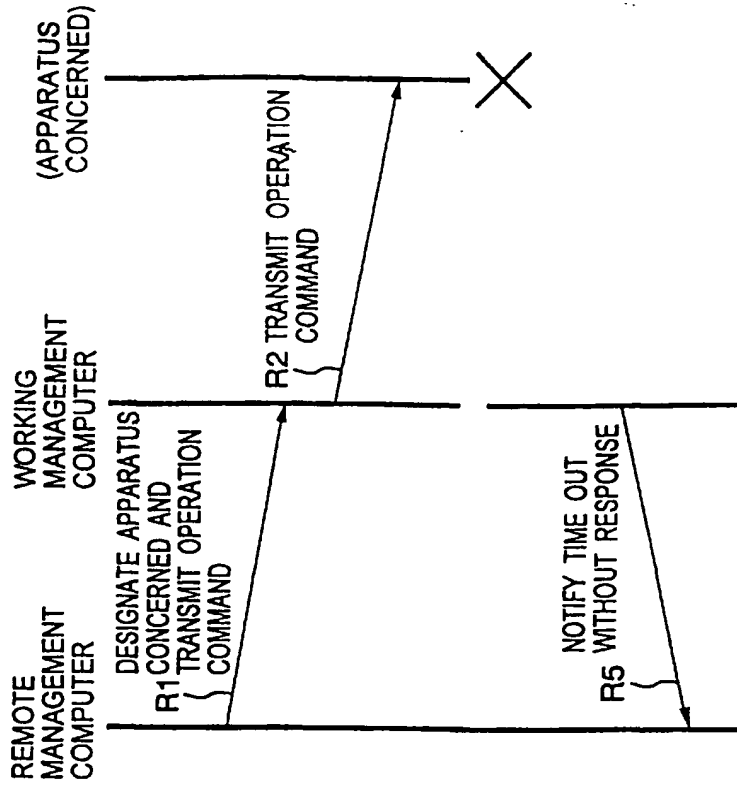 REMOTE
MANAGEMENT
COMPUTER
WORKING
MANAGEMENT
COMPUTER
(APPARATUS
CONCERNED)
DESIGNATE APPARATUS
CONCERNED AND
R1 TRANSMIT OPERATION
COMMAND
R2 TRANSMIT OPERATION
COMMAND
NOTIFY TIME OUT
WITHOUT RESPONSE
R5